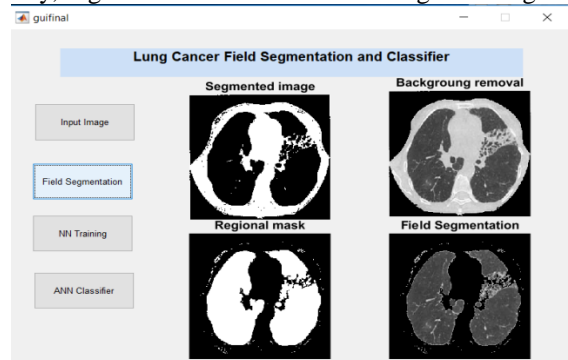 guifinal
Lung Cancer Field Segmentation and Classifier
Segmented image
Backgroung removal
Input Image
Field Segmentation
NN Training
ANN Classifier
Regional mask
Field Segmentation